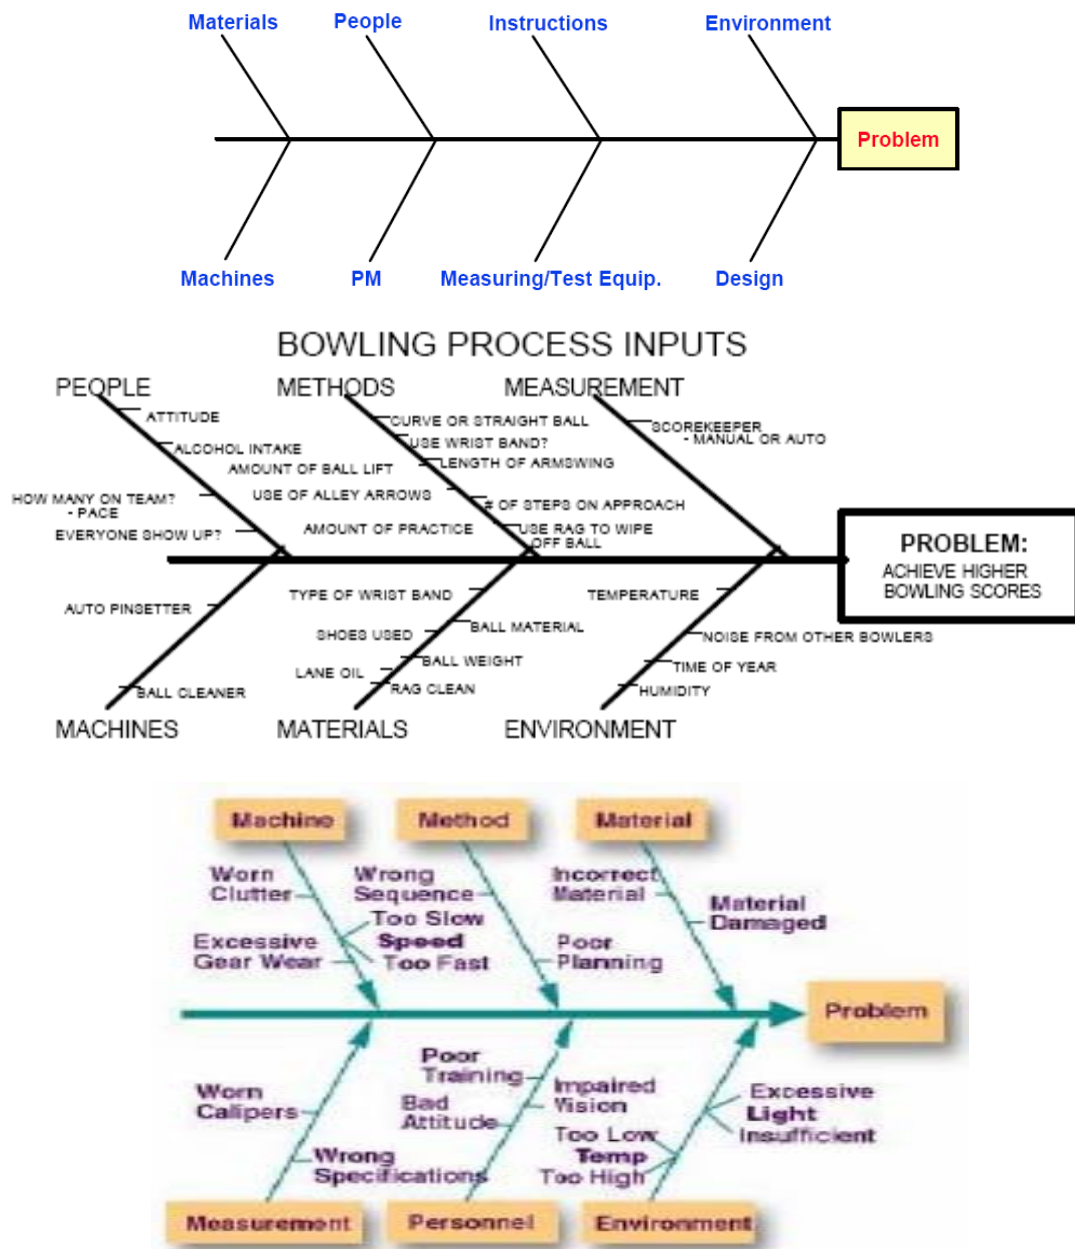 Materials
People
Instructions
Environment
Problem
Machines
PM
Measuring/Test Equip.
Design
BOWLING PROCESS INPUTS
PEOPLE
METHODS
MEASUREMENT
ATTITUDE
ALCOHOL INTAKE
HOW MANY ON TEAM?
- PACE
EVERYONE SHOW UP?
CURVE OR STRAIGHT BALL
USE WRIST BAND?
LENGTH OF ARMSWING
AMOUNT OF BALL LIFT
USE OF ALLEY ARROWS
# OF STEPS ON APPROACH
AMOUNT OF PRACTICE
USE RAG TO WIPE
OFF BALL
SCOREKEEPER
- MANUAL OR AUTO
PROBLEM:
ACHIEVE HIGHER
BOWLING SCORES
AUTO PINSETTER
BALL CLEANER
TYPE OF WRIST BAND
SHOES USED
BALL MATERIAL
BALL WEIGHT
LANE OIL
RAG CLEAN
TEMPERATURE
NOISE FROM OTHER BOWLERS
TIME OF YEAR
HUMIDITY
MACHINES
MATERIALS
ENVIRONMENT
Machine
Method
Material
Worn
Clutter
Excessive
Gear Wear
Too Slow
Speed
Too Fast
Wrong
Sequence
Poor
Planning
Incorrect
Material
Material
Damaged
Problem
Worn
Calipers
Wrong
Specifications
Poor
Training
Bad
Attitude
Impaired
Vision
Too Low
Temp
Too High
Excessive
Light
Insufficient
Measurement
Personnel
Environment